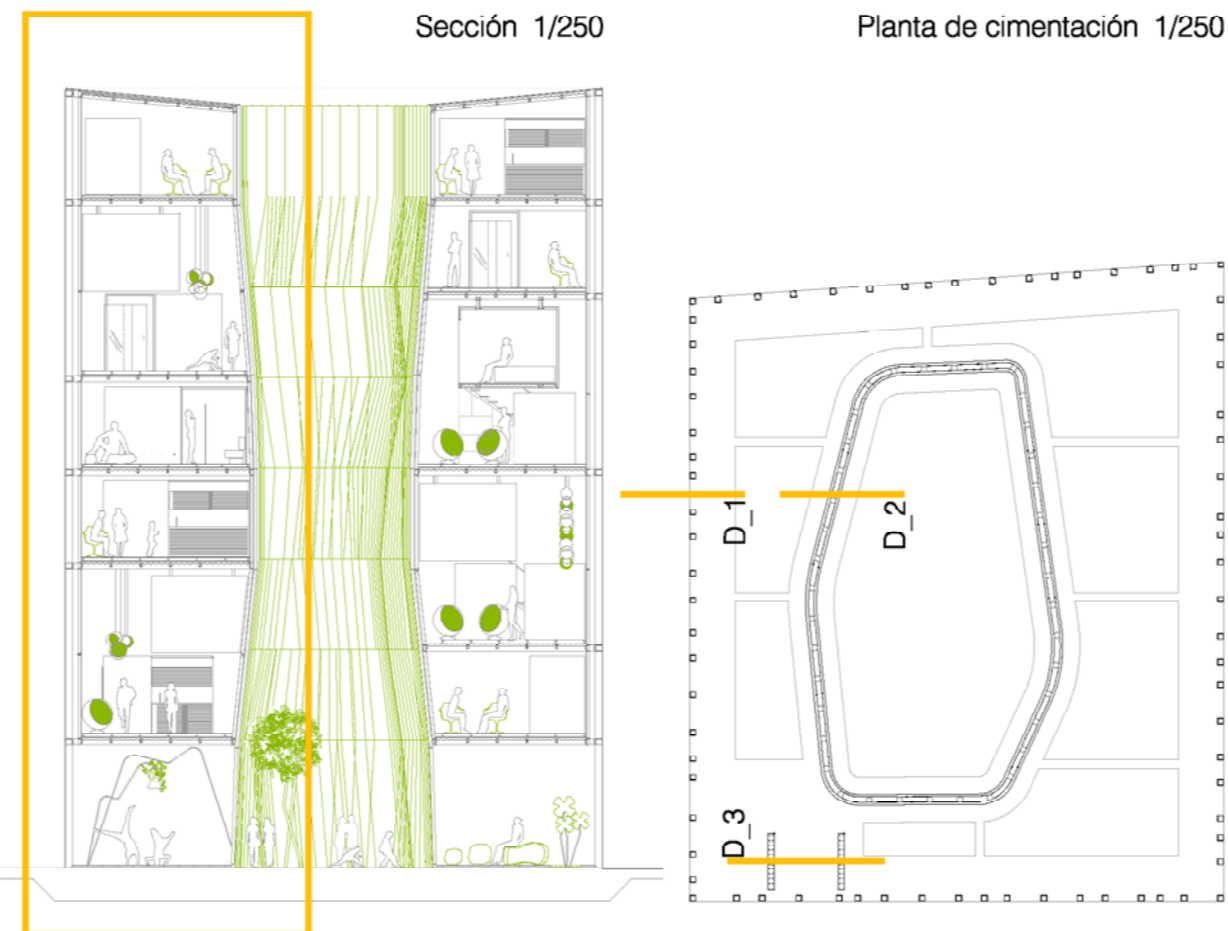 Sección 1/250
Planta de cimentación 1/250
D_1
D_2
D_3